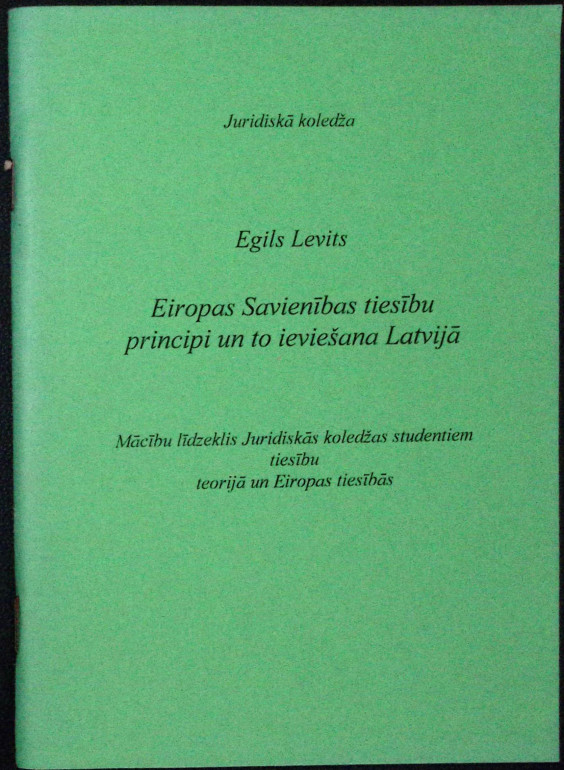 Juridiskā koledža
Egils Levits
Eiropas Savienības tiesību
principi un to ieviešana Latvijā
Mācību līdzeklis Juridiskās koledžas studentiem
tiesību
teorijā un Eiropas tiesībās